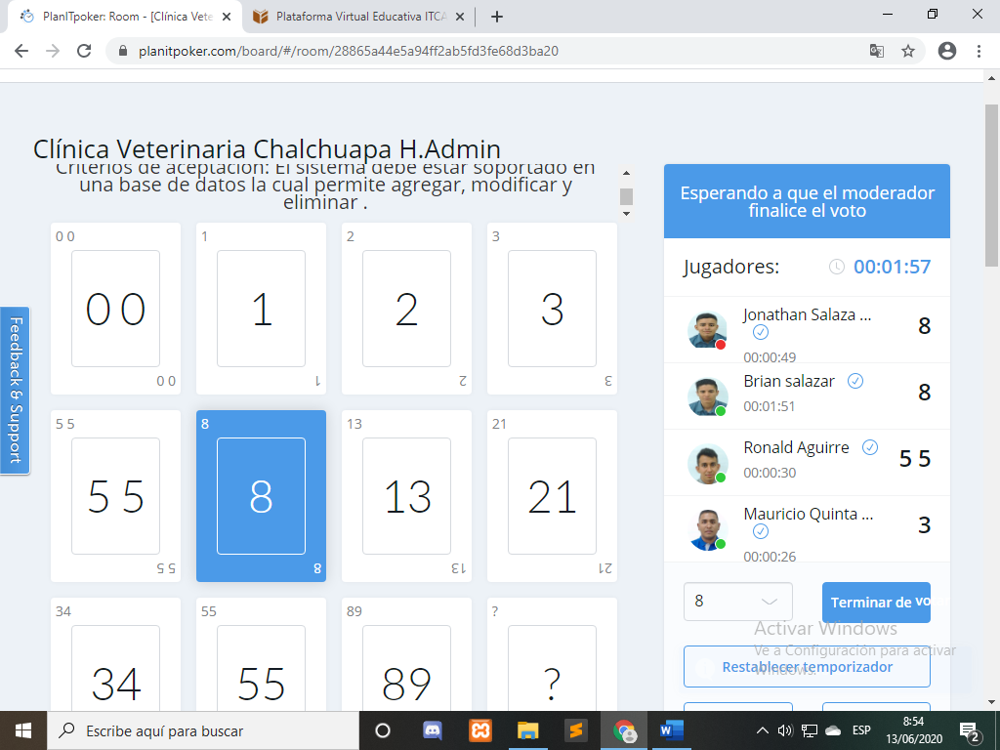 PlanITpoker: Room - [Clínica Vete
Plataforma Virtual Educativa ITCA
planitpoker.com/board/#/room/28865a44e5a94ff2ab5fd3fe68d3ba20
Clínica Veterinaria Chalchuapa H.Admin
Criterios de aceptación: El sistema debe estar soportado en
una base de datos la cual permite agregar, modificar y
eliminar .
0 0
0 0
0 0
1
1
1
2
2
2
3
3
3
5 5
5 5
5 5
8
8
8
13
13
13
21
21
21
34
34
55
55
89
89
?
?
Feedback & Support
Esperando a que el moderador
finalice el voto
Jugadores:
00:01:57
Jonathan Salaza ...
8
00:00:49
Brian salazar
8
00:01:51
Ronald Aguirre
5 5
00:00:30
Mauricio Quinta ...
3
00:00:26
8
Terminar de vo
Restablecer temporizador
Activar Windows
Ve a Configuración para activar
Windows.
Escribe aquí para buscar
ESP
8:54
13/06/2020
2